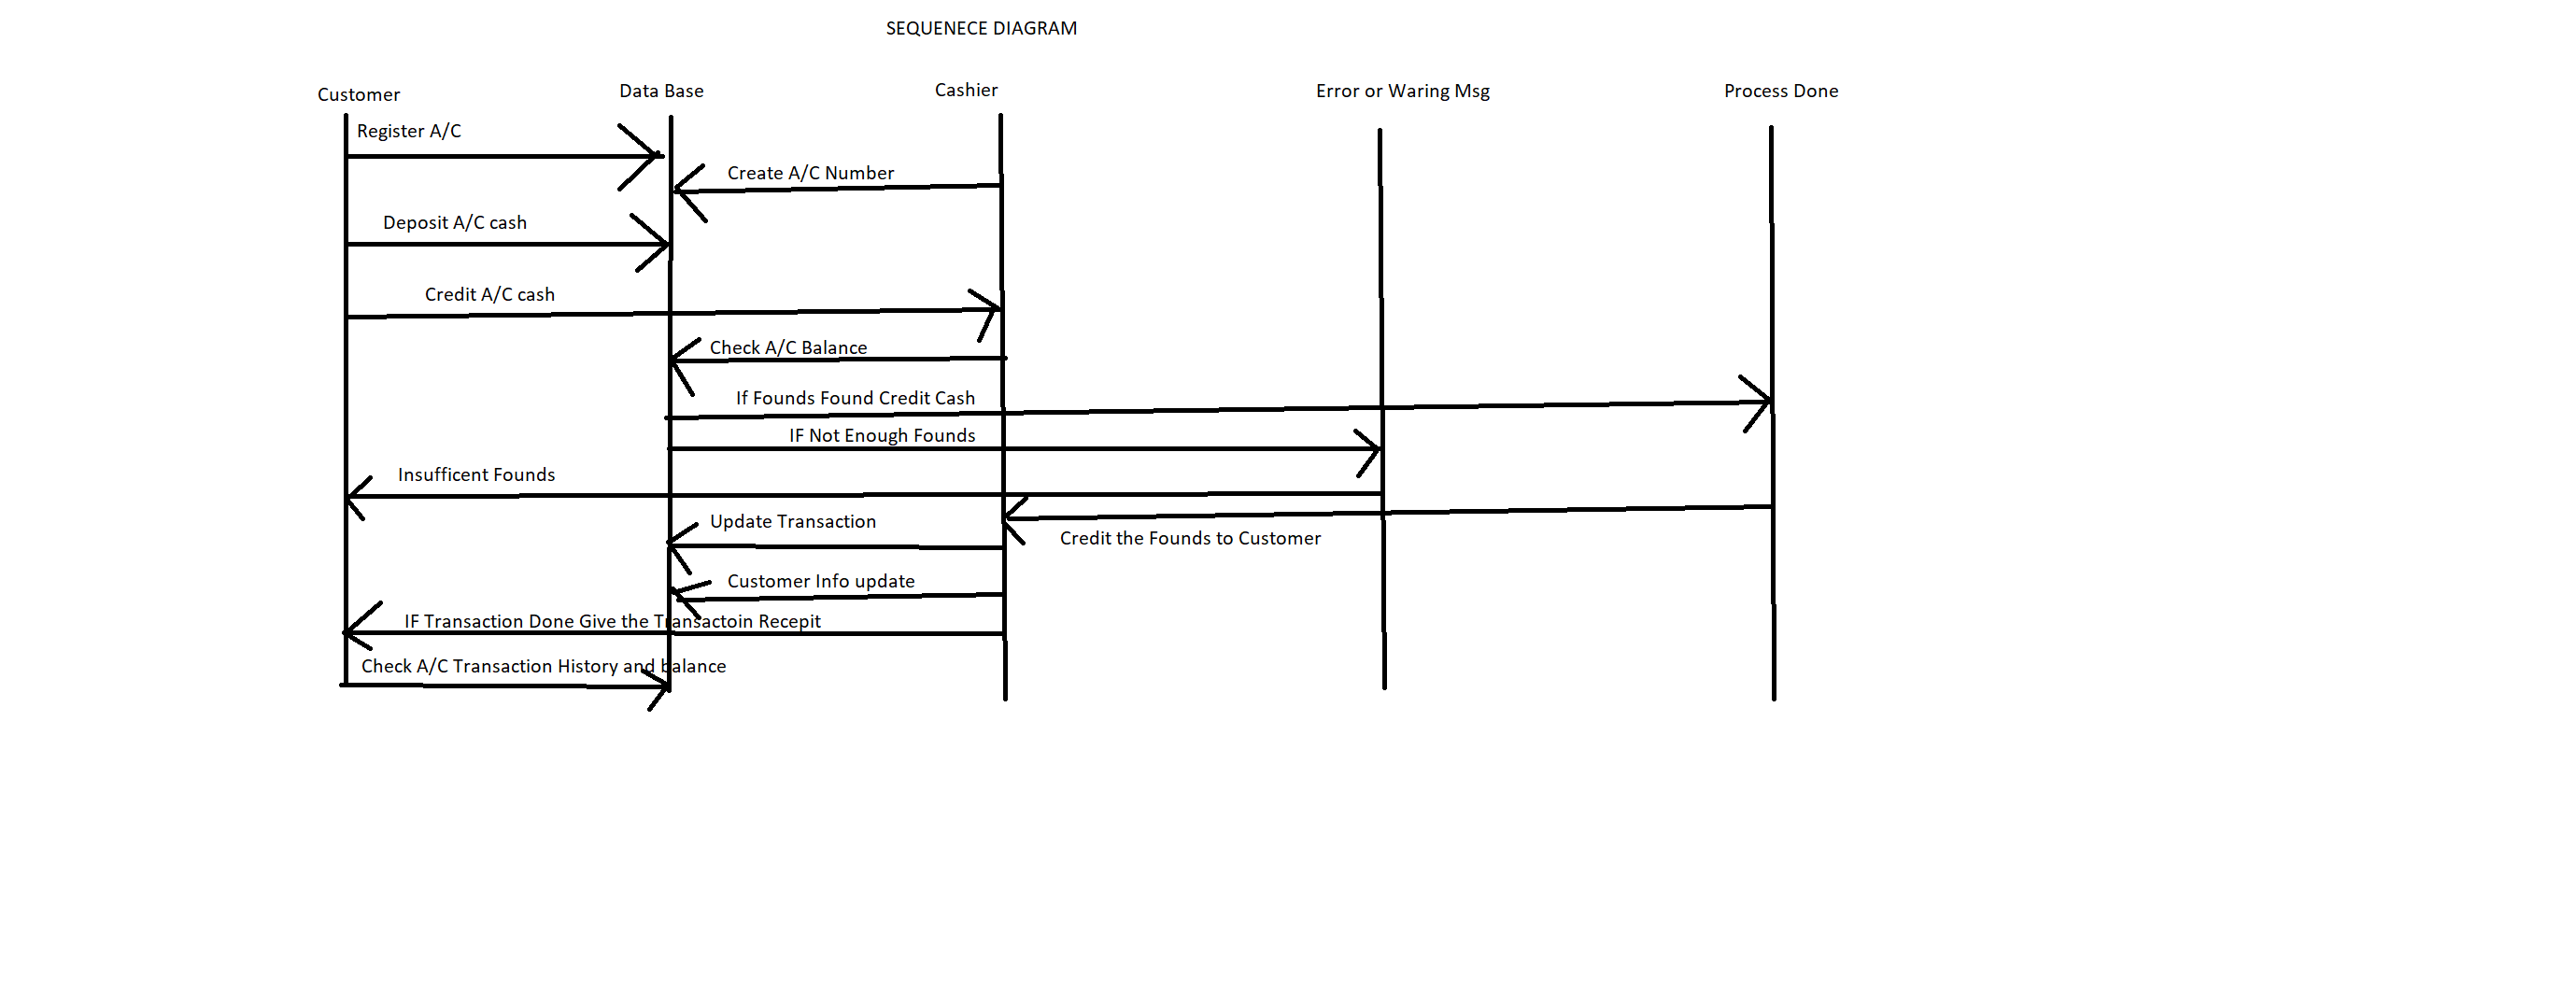 SEQUENECE DIAGRAM
Customer
Data Base
Cashier
Error or Waring Msg
Process Done
Register A/C
Create A/C Number
Deposit A/C cash
Credit A/C cash
Check A/C Balance
If Founds Found Credit Cash
IF Not Enough Founds
Insufficent Founds
Update Transaction
Credit the Founds to Customer
Customer Info update
IF Transaction Done Give the Transactoin Recepit
Check A/C Transaction History and balance